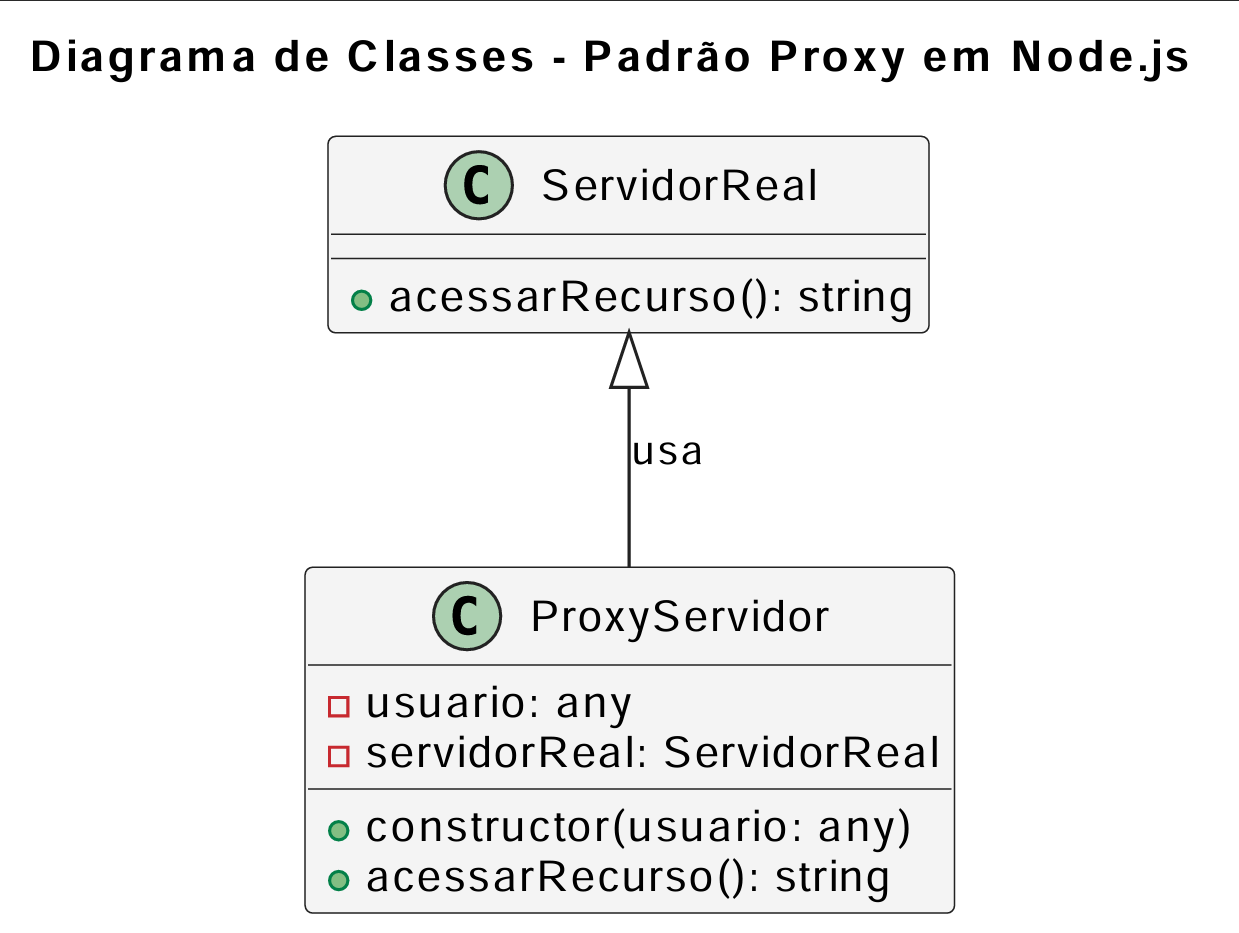 Diagrama de Classes - Padrão Proxy em Node.js
C ServidorReal
acessarRecurso(): string
usa
C ProxyServidor
usuario: any
servidorReal: ServidorReal
constructor(usuario: any)
acessarRecurso(): string